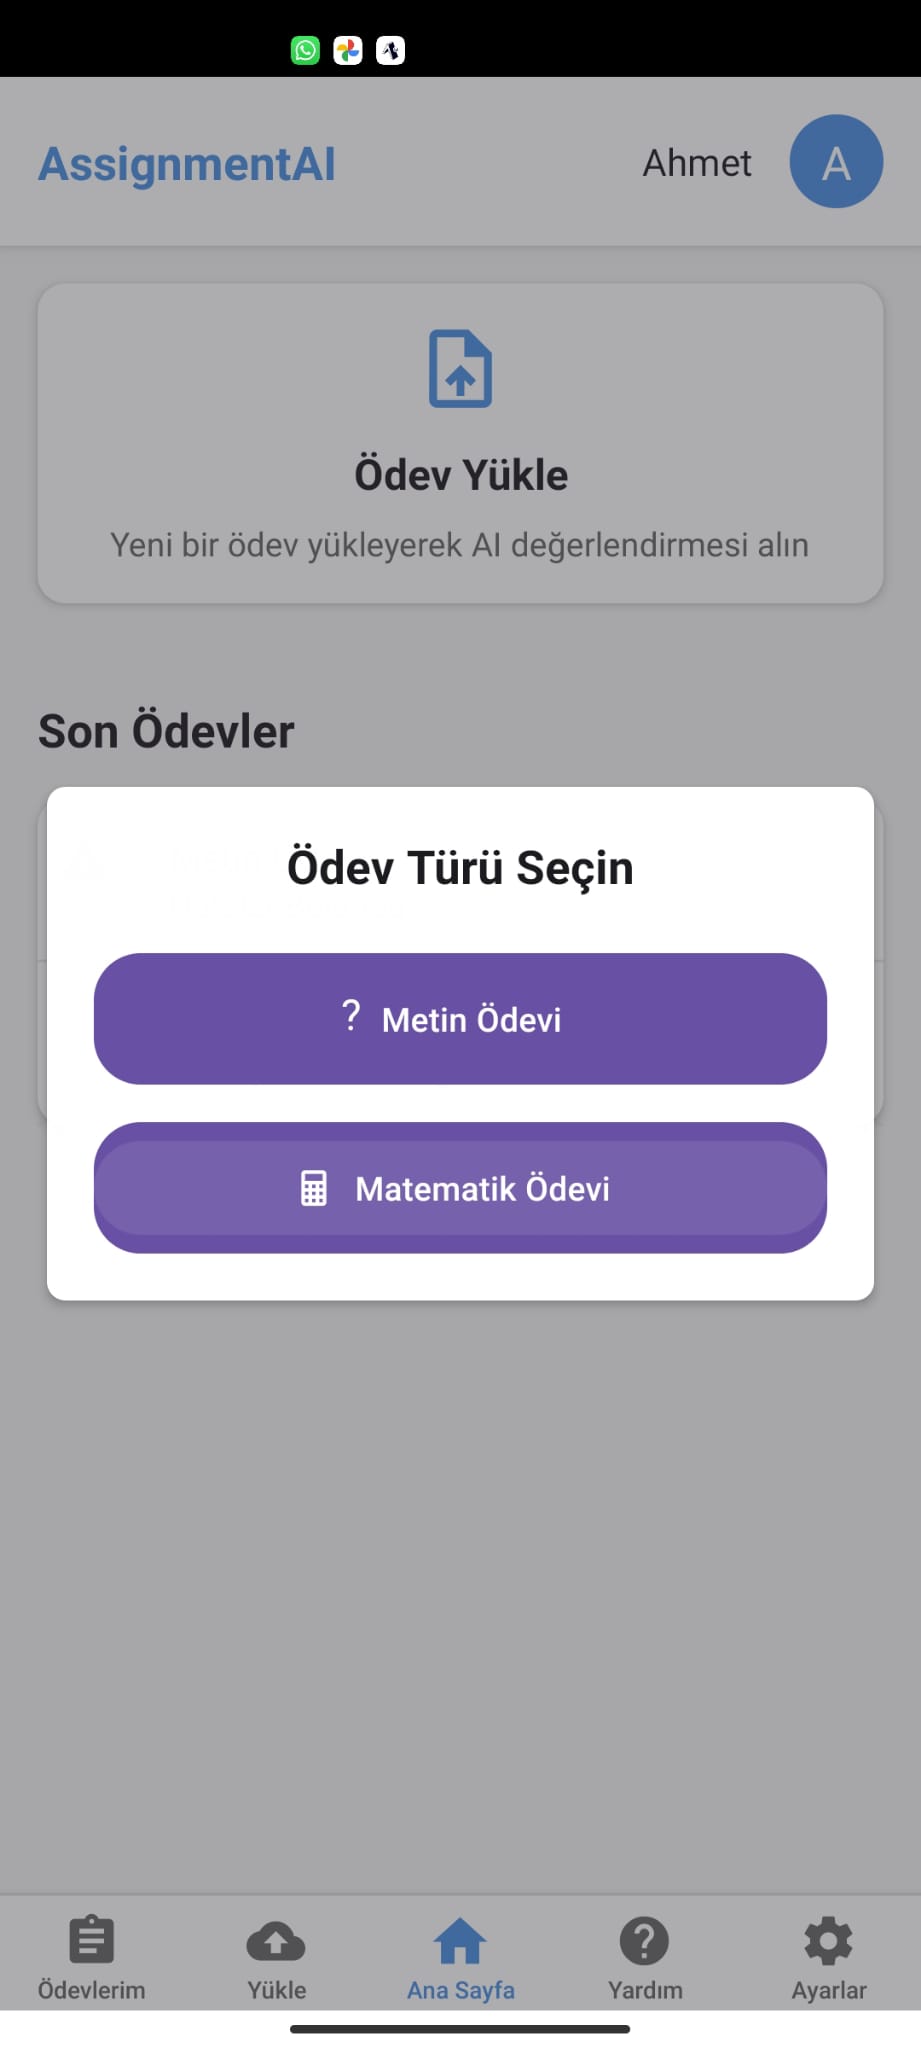 AssignmentAI
Ahmet
A
Ödev Yükle
Yeni bir ödev yükleyerek AI değerlendirmesi alın
Son Ödevler
Ödev Türü Seçin
? Metin Ödevi
Matematik Ödevi
Ödevlerim
Yükle
Ana Sayfa
Yardım
Ayarlar